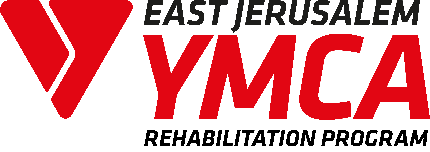 EAST JERUSALEM
YMCA
REHABILITATION PROGRAM